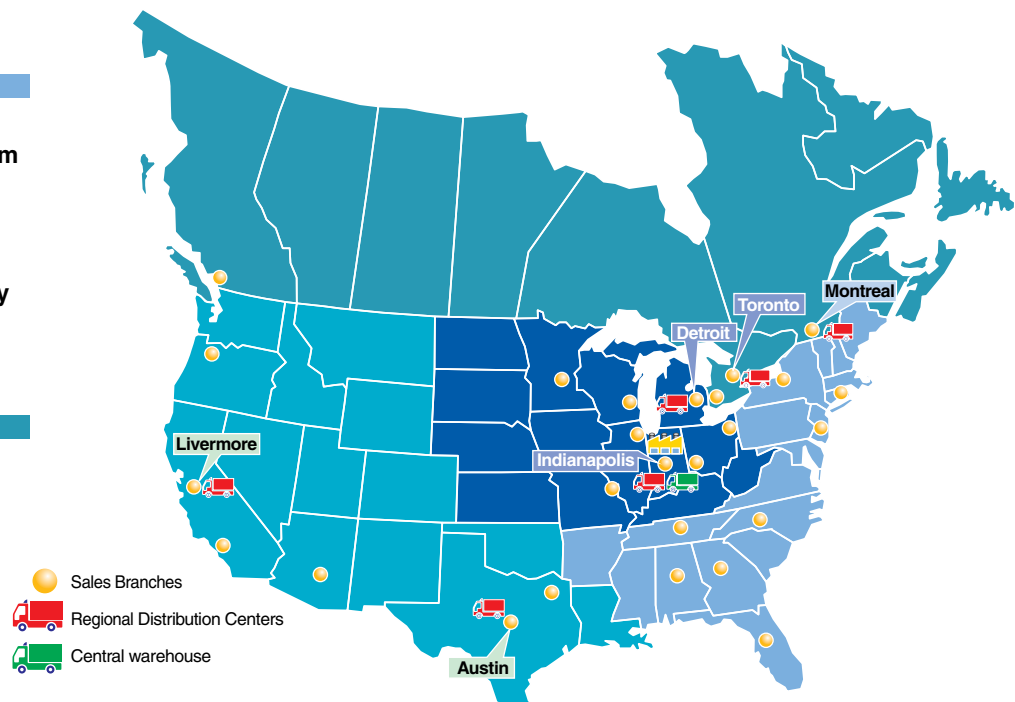 m
y
Montreal
Toronto
Detroit
Livermore
Indianapolis
Sales Branches
Regional Distribution Centers
Central warehouse
Austin